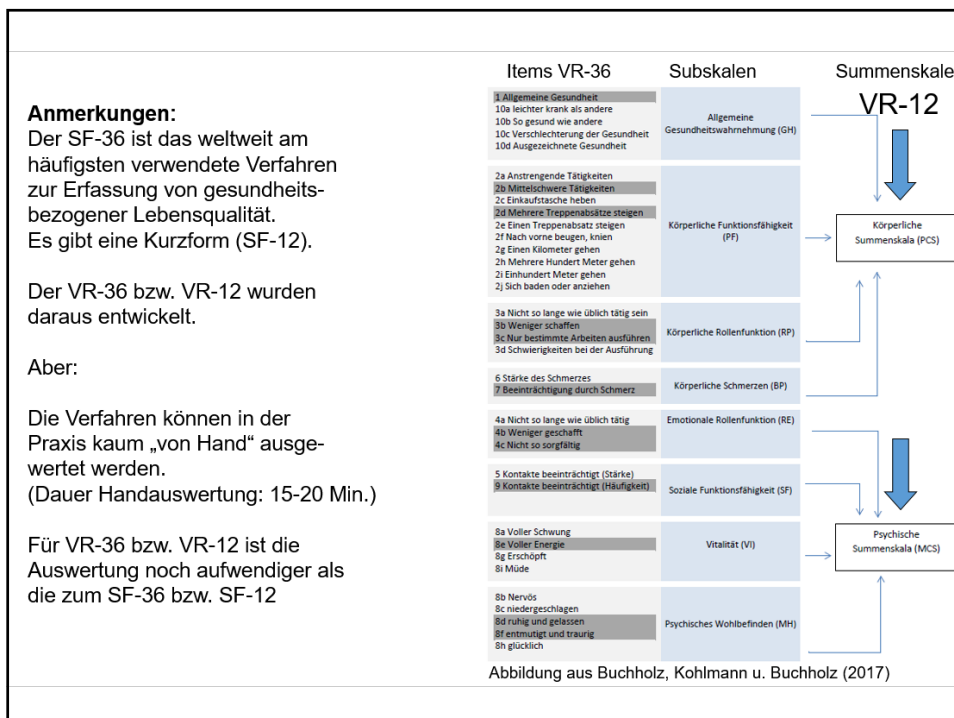 Anmerkungen:
Der SF-36 ist das weltweit am
häufigsten verwendete Verfahren
zur Erfassung von gesundheits-
bezogener Lebensqualität.
Es gibt eine Kurzform (SF-12).
Der VR-36 bzw. VR-12 wurden
daraus entwickelt.
Aber:
Die Verfahren können in der
Praxis kaum „von Hand“ ausge-
wertet werden.
(Dauer Handauswertung: 15-20 Min.)
Für VR-36 bzw. VR-12 ist die
Auswertung noch aufwendiger als
die zum SF-36 bzw. SF-12
Items VR-36
Subskalen
Summenskale
VR-12
1 Allgemeine Gesundheit
10a leichter krank als andere
10b So gesund wie andere
10c Verschlechterung der Gesundheit
10d Ausgezeichnete Gesundheit
Allgemeine
Gesundheitswahrnehmung (GH)
2a Anstrengende Tätigkeiten
2b Mittelschwere Tätigkeiten
2c Einkaufstasche heben
2d Mehrere Treppenabsätze steigen
2e Einen Treppenabsatz steigen
2f Nach vorne beugen, knien
2g Einen Kilometer gehen
2h Mehrere Hundert Meter gehen
2i Einhundert Meter gehen
2j Sich baden oder anziehen
Körperliche Funktionsfähigkeit
(PF)
Körperliche
Summenskala (PCS)
3a Nicht so lange wie üblich tätig sein
3b Weniger schaffen
3c Nur bestimmte Arbeiten ausführen
3d Schwierigkeiten bei der Ausführung
Körperliche Rollenfunktion (RP)
6 Stärke des Schmerzes
7 Beeinträchtigung durch Schmerz
Körperliche Schmerzen (BP)
4a Nicht so lange wie üblich tätig
4b Weniger geschafft
4c Nicht so sorgfältig
Emotionale Rollenfunktion (RE)
5 Kontakte beeinträchtigt (Stärke)
9 Kontakte beeinträchtigt (Häufigkeit)
Soziale Funktionsfähigkeit (SF)
8a Voller Schwung
8e Voller Energie
8g Erschöpft
8i Müde
Vitalität (VI)
Psychische
Summenskala (MCS)
8b Nervös
8c niedergeschlagen
8d ruhig und gelassen
8f entmutigt und traurig
8h glücklich
Psychisches Wohlbefinden (MH)
Abbildung aus Buchholz, Kohlmann u. Buchholz (2017)